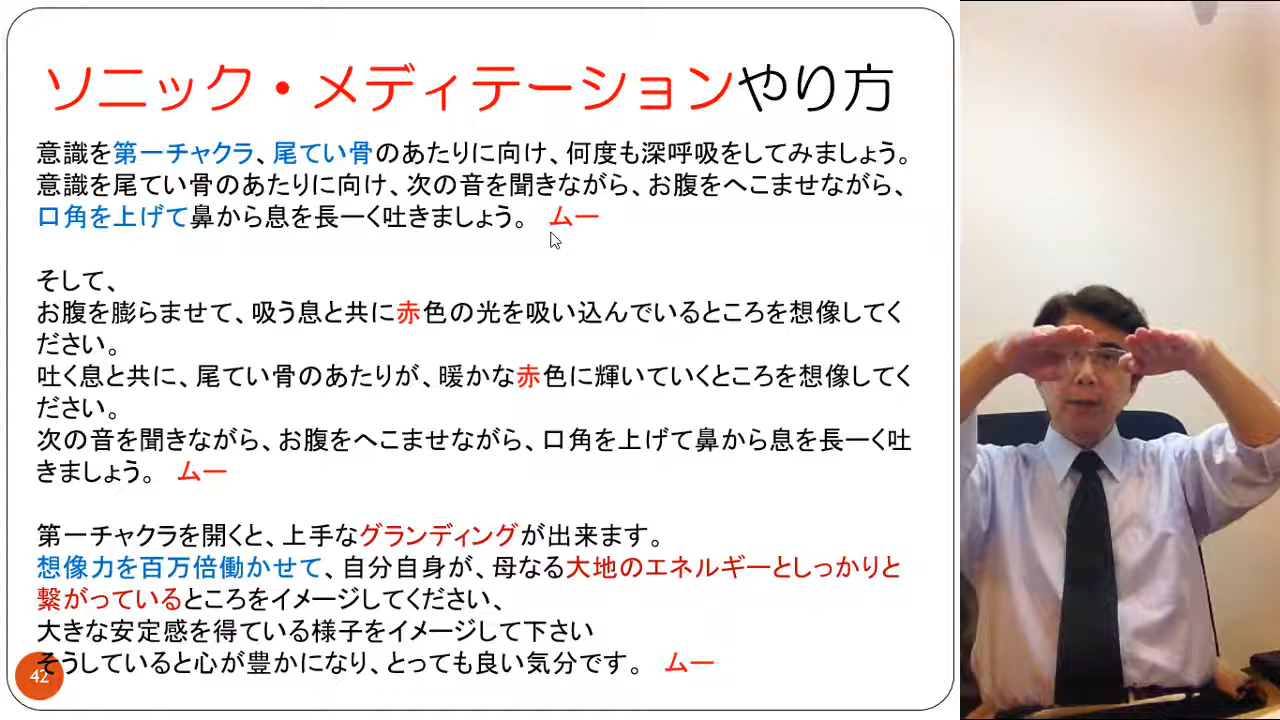 ソニック・メディテーションやり方
意識を第一チャクラ、尾てい骨のあたりに向け、何度も深呼吸をしてみましょう。
意識を尾てい骨のあたりに向け、次の音を聞きながら、お腹をへこませながら、
口角を上げて鼻から息を長一く吐きましょう。 ムー
そして、
お腹を膨らませて、吸う息と共に赤色の光を吸い込んでいるところを想像してく
ださい。
吐く息と共に、尾てい骨のあたりが、暖かな赤色に輝いていくところを想像してく
ださい。
次の音を聞きながら、お腹をへこませながら、口角を上げて鼻から息を長一く吐
きましょう。 ムー
第一チャクラを開くと、上手なグランディングが出来ます。
想像力を百万倍働かせて、自分自身が、母なる大地のエネルギーとしっかりと
繋がっているところをイメージしてください、
大きな安定感を得ている様子をイメージして下さい
そうしていると心が豊かになり、とっても良い気分です。 ムー
42